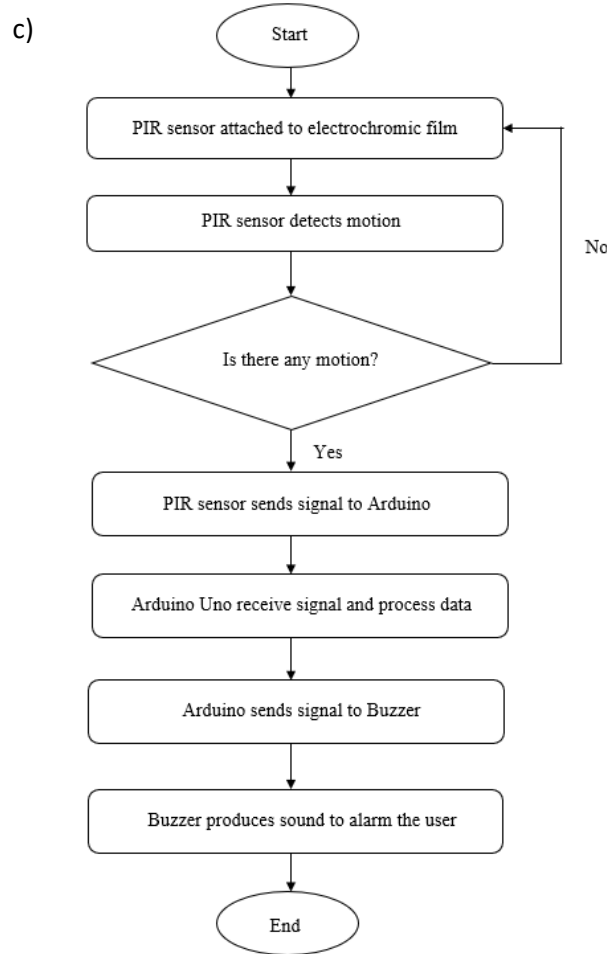 c)
Start
PIR sensor attached to electrochromic film
PIR sensor detects motion
No
Is there any motion?
Yes
PIR sensor sends signal to Arduino
Arduino Uno receive signal and process data
Arduino sends signal to Buzzer
Buzzer produces sound to alarm the user
End